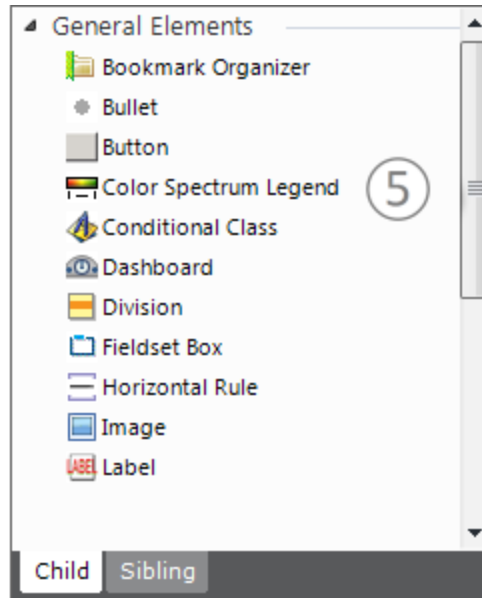 General Elements
Bookmark Organizer
Bullet
Button
Color Spectrum Legend
5
Conditional Class
Dashboard
Division
Fieldset Box
Horizontal Rule
Image
LABEL Label
Child Sibling